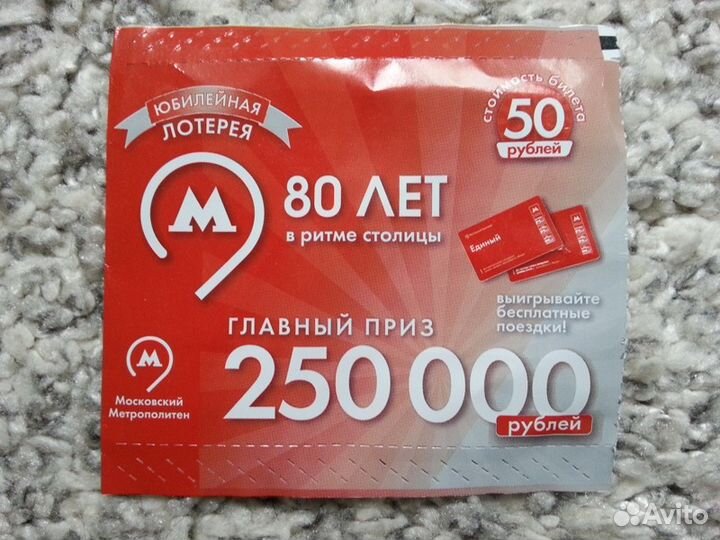 ЮБИЛЕЙНАЯ
ЛОТЕРЕЯ
стоимость билета
50
рублей
М
80 ЛЕТ
в ритме столицы
Единый
выигрывайте
бесплатные
поездки!
ГЛАВНЫЙ ПРИЗ
250 000
рублей
М
Московский
Метрополитен
Avito